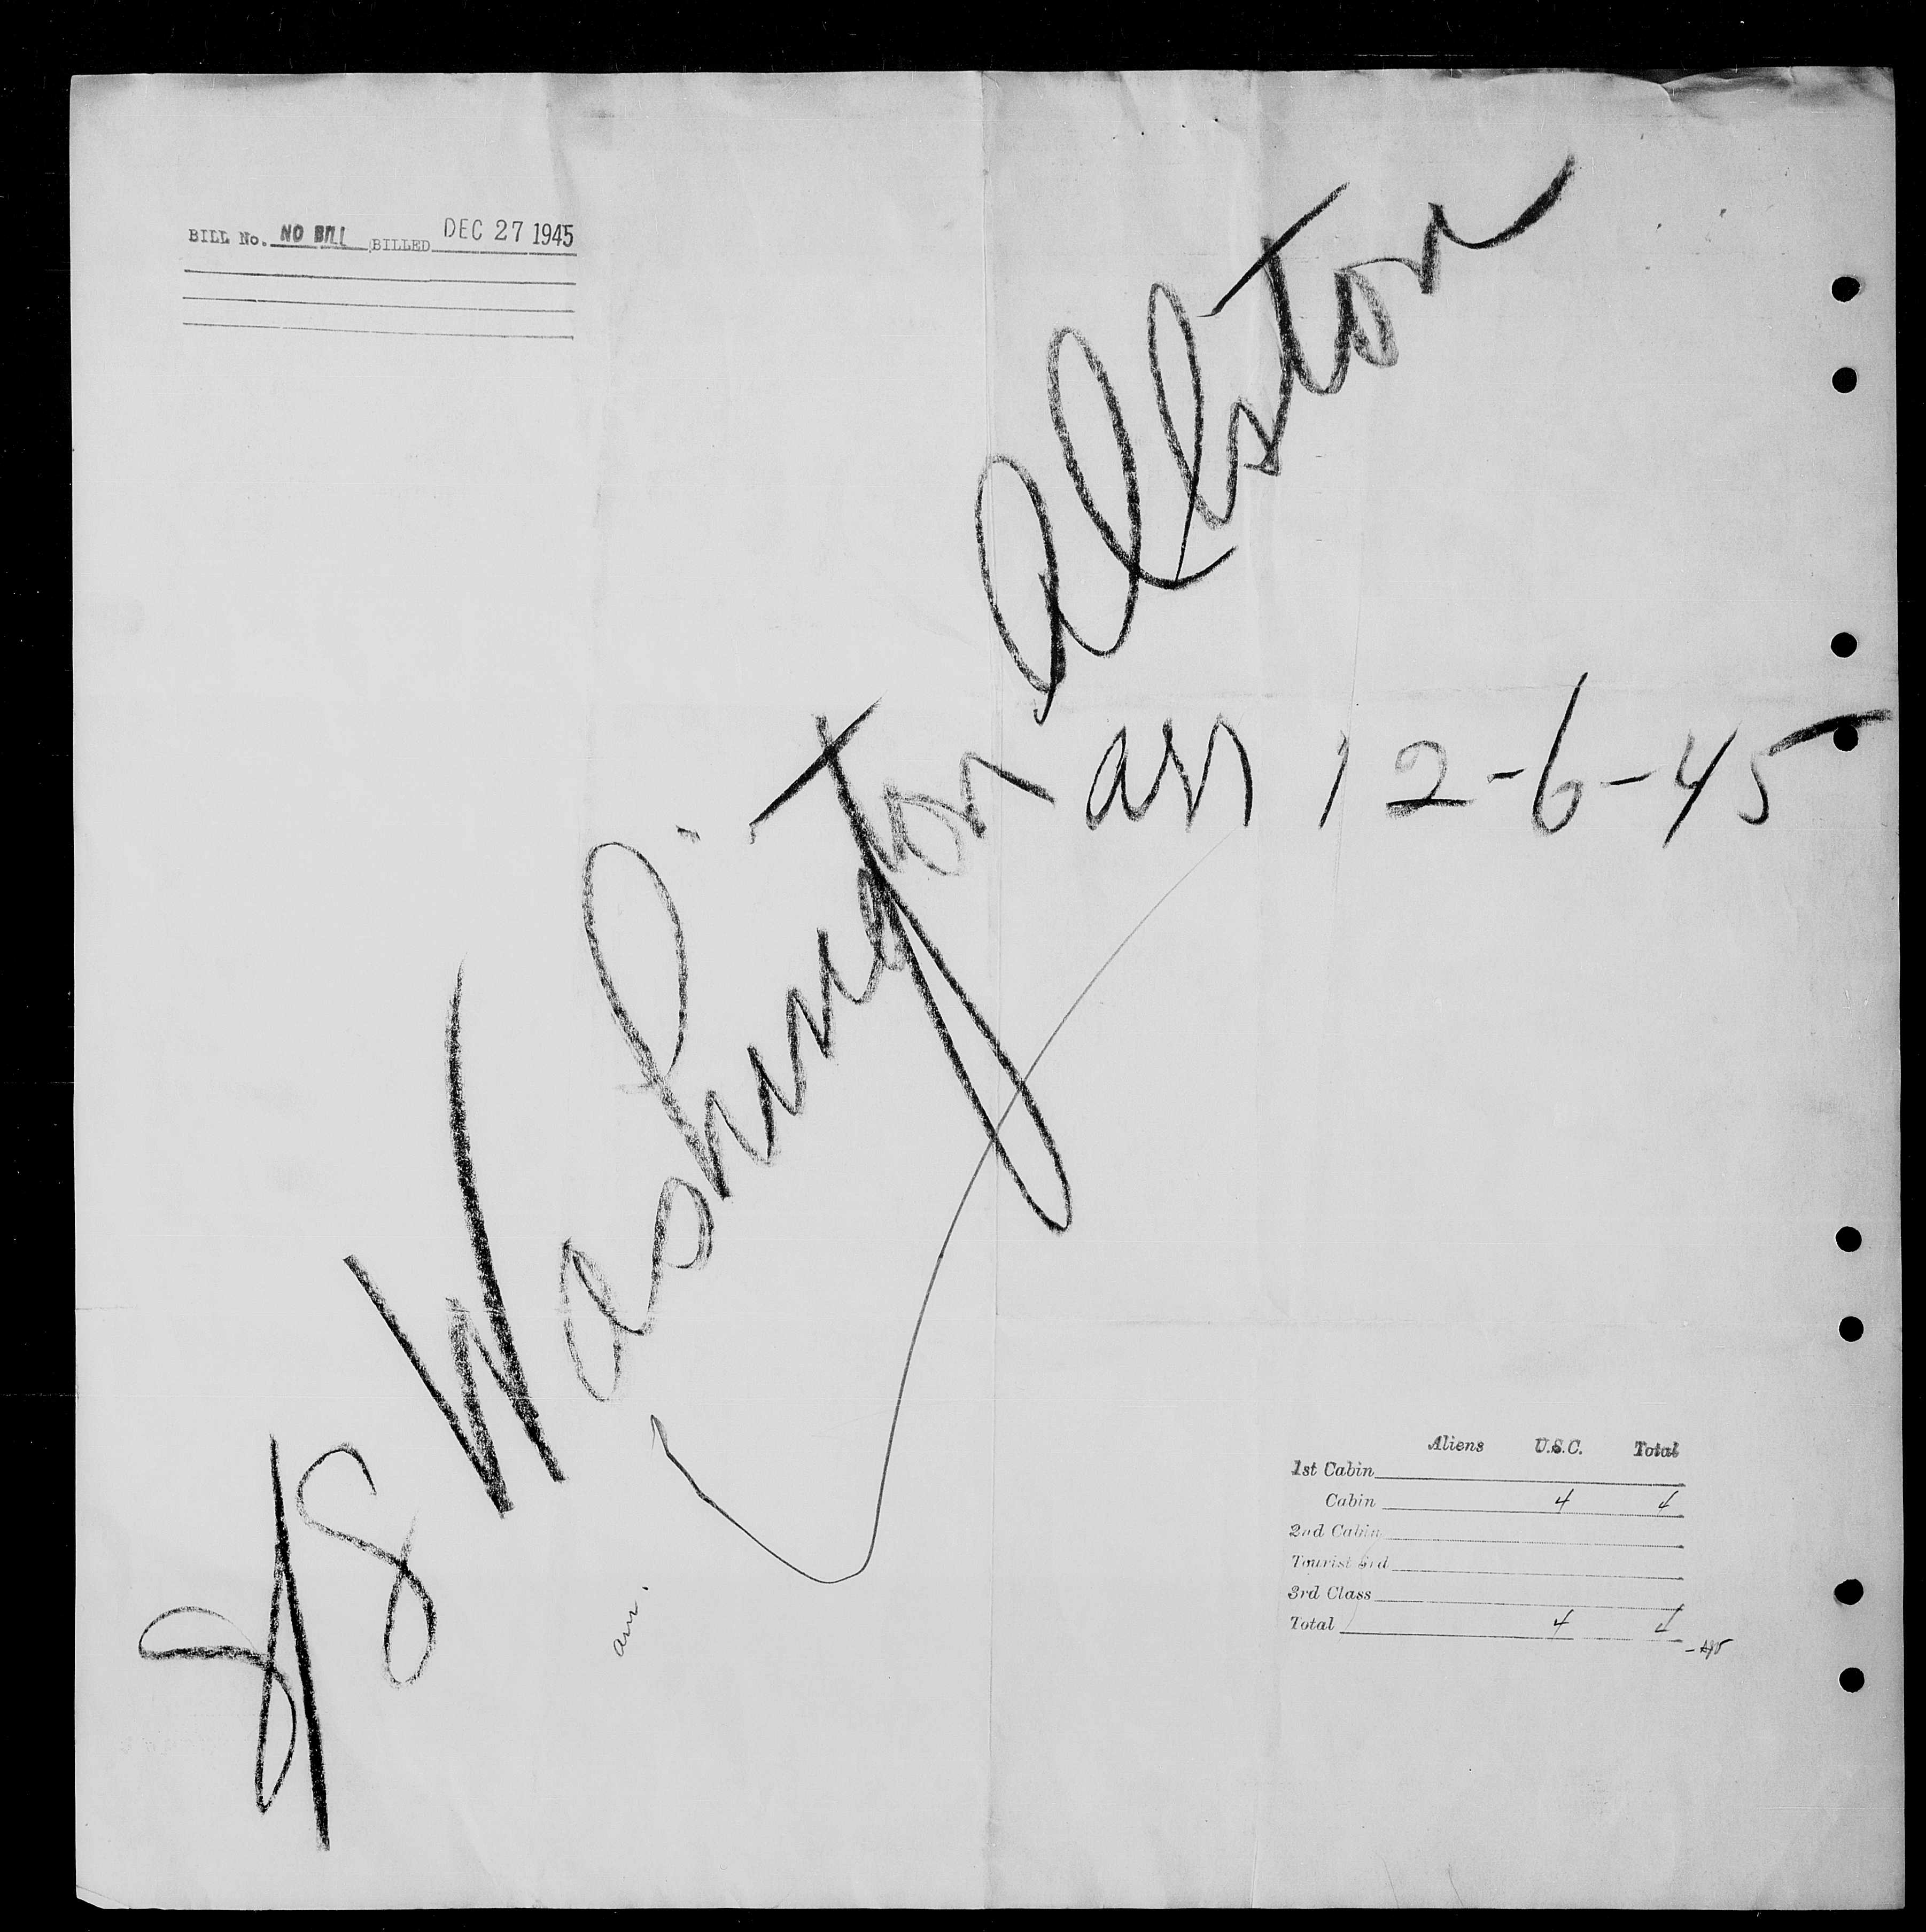 BILL No. NO BILL BILLED DEC 27 1945
S/S Washington Allston
arr 12-6-45
arr.
Aliens U.S.C. Total
1st Cabin
Cabin 4 4
2nd Cabin
Tourist 3rd
3rd Class
Total 4 4